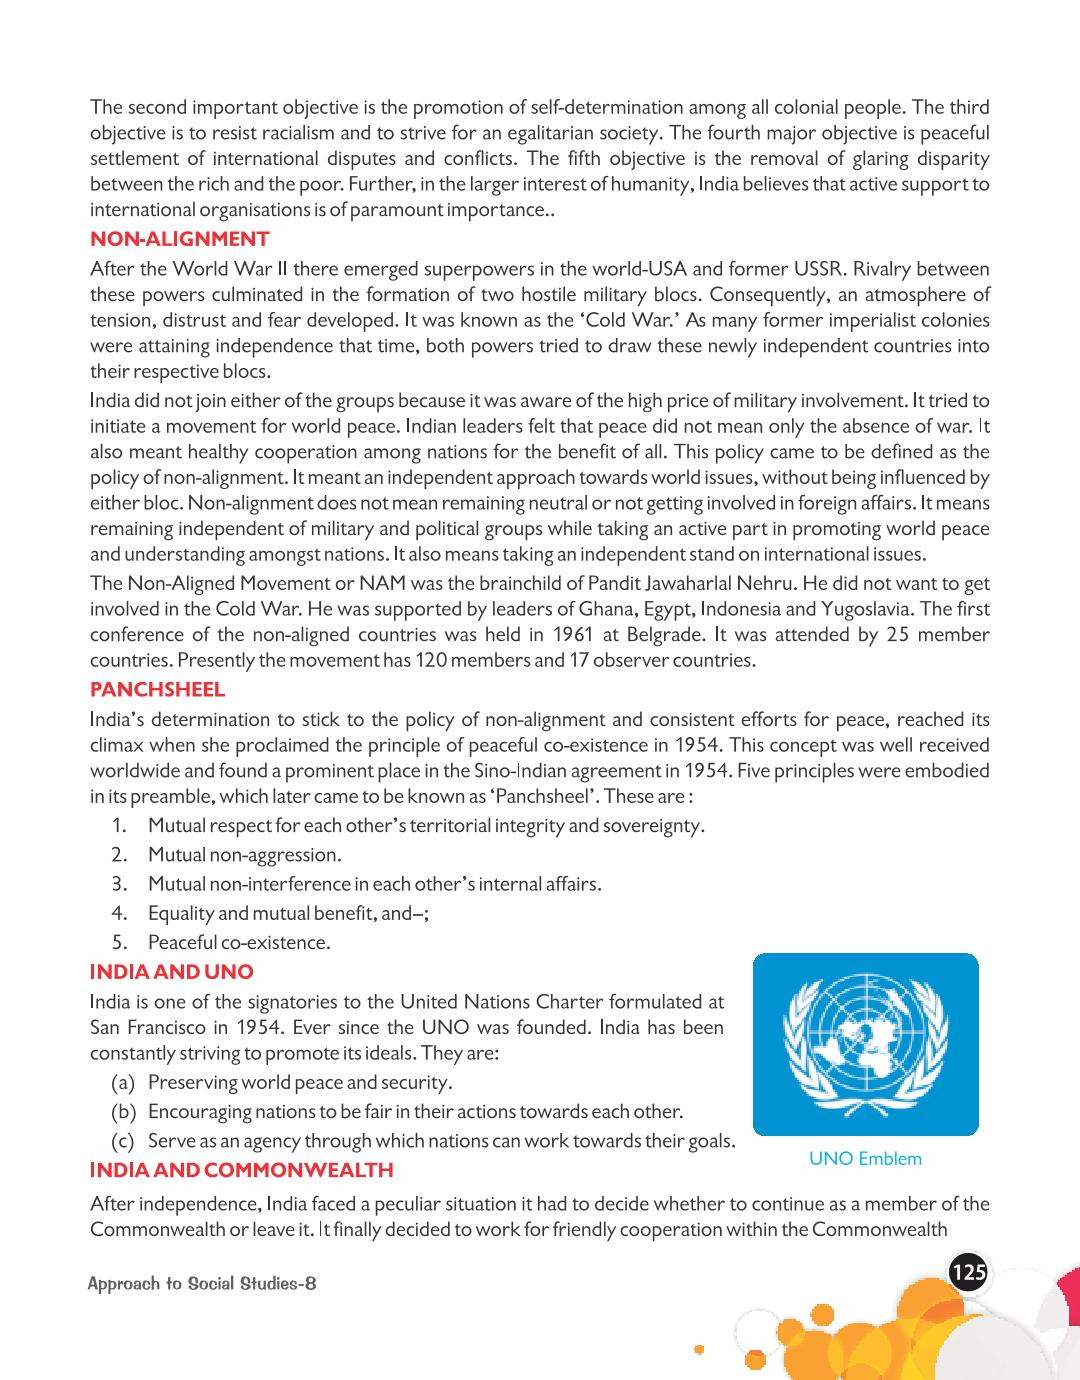 The second important objective is the promotion of self-determination among all colonial people. The third
objective is to resist racialism and to strive for an egalitarian society. The fourth major objective is peaceful
settlement of international disputes and conflicts. The fifth objective is the removal of glaring disparity
between the rich and the poor. Further, in the larger interest of humanity, India believes that active support to
international organisations is of paramount importance..
NON-ALIGNMENT
After the World War II there emerged superpowers in the world-USA and former USSR. Rivalry between
these powers culminated in the formation of two hostile military blocs. Consequently, an atmosphere of
tension, distrust and fear developed. It was known as the ‘Cold War.’ As many former imperialist colonies
were attaining independence that time, both powers tried to draw these newly independent countries into
their respective blocs.
India did not join either of the groups because it was aware of the high price of military involvement. It tried to
initiate a movement for world peace. Indian leaders felt that peace did not mean only the absence of war. It
also meant healthy cooperation among nations for the benefit of all. This policy came to be defined as the
policy of non-alignment. It meant an independent approach towards world issues, without being influenced by
either bloc. Non-alignment does not mean remaining neutral or not getting involved in foreign affairs. It means
remaining independent of military and political groups while taking an active part in promoting world peace
and understanding amongst nations. It also means taking an independent stand on international issues.
The Non-Aligned Movement or NAM was the brainchild of Pandit Jawaharlal Nehru. He did not want to get
involved in the Cold War. He was supported by leaders of Ghana, Egypt, Indonesia and Yugoslavia. The first
conference of the non-aligned countries was held in 1961 at Belgrade. It was attended by 25 member
countries. Presently the movement has 120 members and 17 observer countries.
PANCHSHEEL
India’s determination to stick to the policy of non-alignment and consistent efforts for peace, reached its
climax when she proclaimed the principle of peaceful co-existence in 1954. This concept was well received
worldwide and found a prominent place in the Sino-Indian agreement in 1954. Five principles were embodied
in its preamble, which later came to be known as ‘Panchsheel’. These are :
1. Mutual respect for each other’s territorial integrity and sovereignty.
2. Mutual non-aggression.
3. Mutual non-interference in each other’s internal affairs.
4. Equality and mutual benefit, and–;
5. Peaceful co-existence.
INDIA AND UNO
India is one of the signatories to the United Nations Charter formulated at
San Francisco in 1954. Ever since the UNO was founded. India has been
constantly striving to promote its ideals. They are:
(a) Preserving world peace and security.
(b) Encouraging nations to be fair in their actions towards each other.
(c) Serve as an agency through which nations can work towards their goals.
UNO Emblem
INDIA AND COMMONWEALTH
After independence, India faced a peculiar situation it had to decide whether to continue as a member of the
Commonwealth or leave it. It finally decided to work for friendly cooperation within the Commonwealth
Approach to Social Studies-8
125